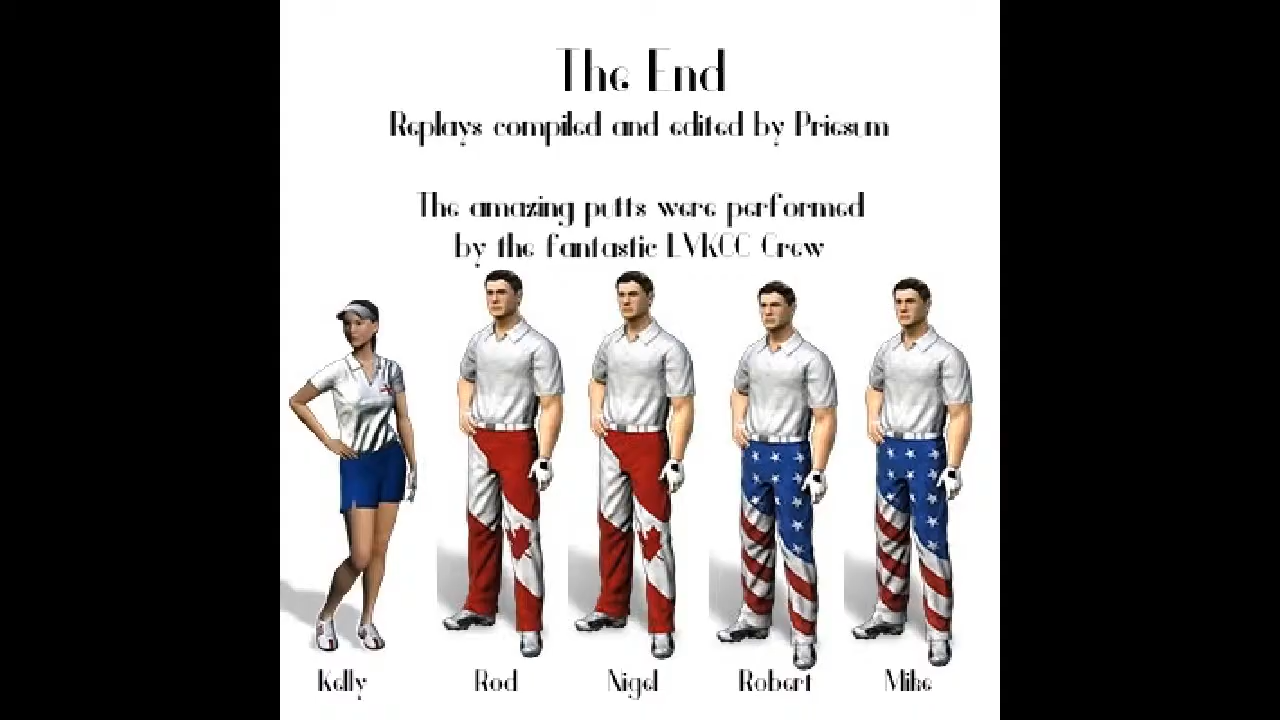 The End
Replays compiled and edited by Priesum
The amazing putts were performed
by the fantastic LVKCC Crew
Kelly Rod Nigel Robert Mike